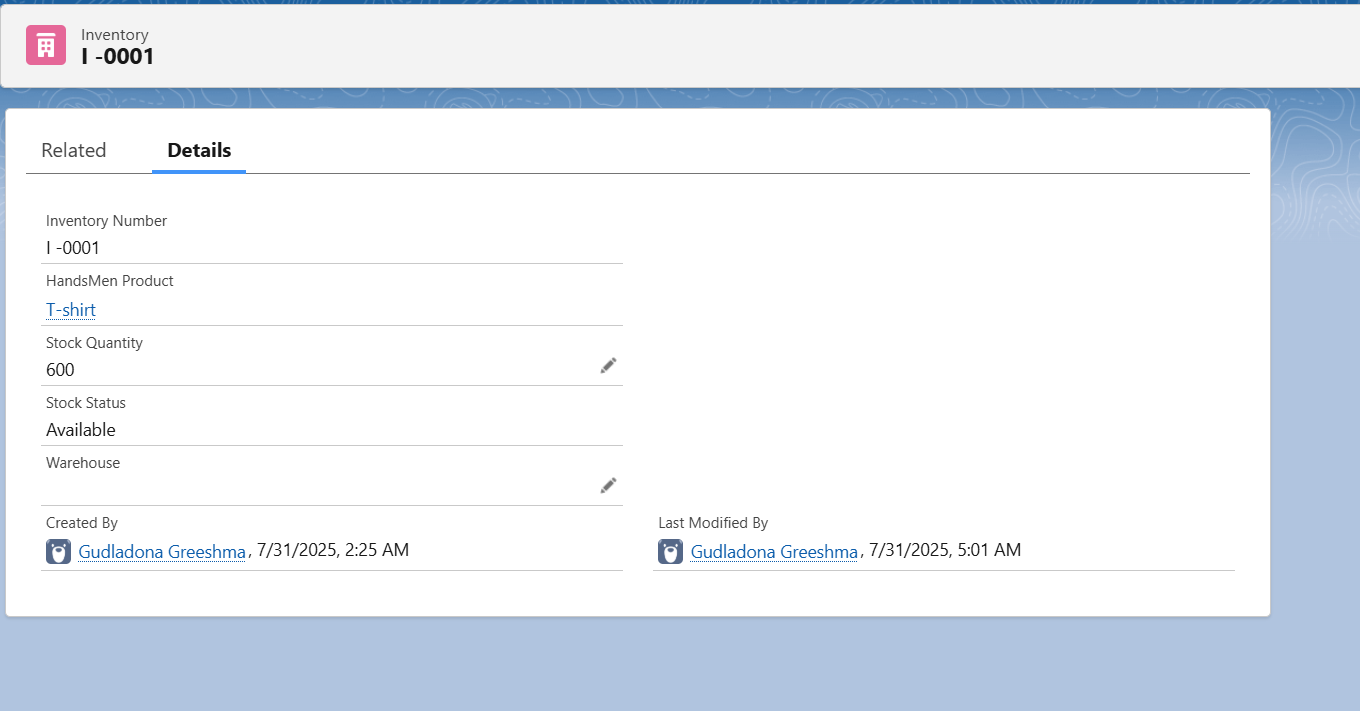 Inventory
I -0001
Related Details
Inventory Number
I -0001
HandsMen Product
T-shirt
Stock Quantity
600
Stock Status
Available
Warehouse
Created By
Gudladona Greeshma, 7/31/2025, 2:25 AM
Last Modified By
Gudladona Greeshma, 7/31/2025, 5:01 AM